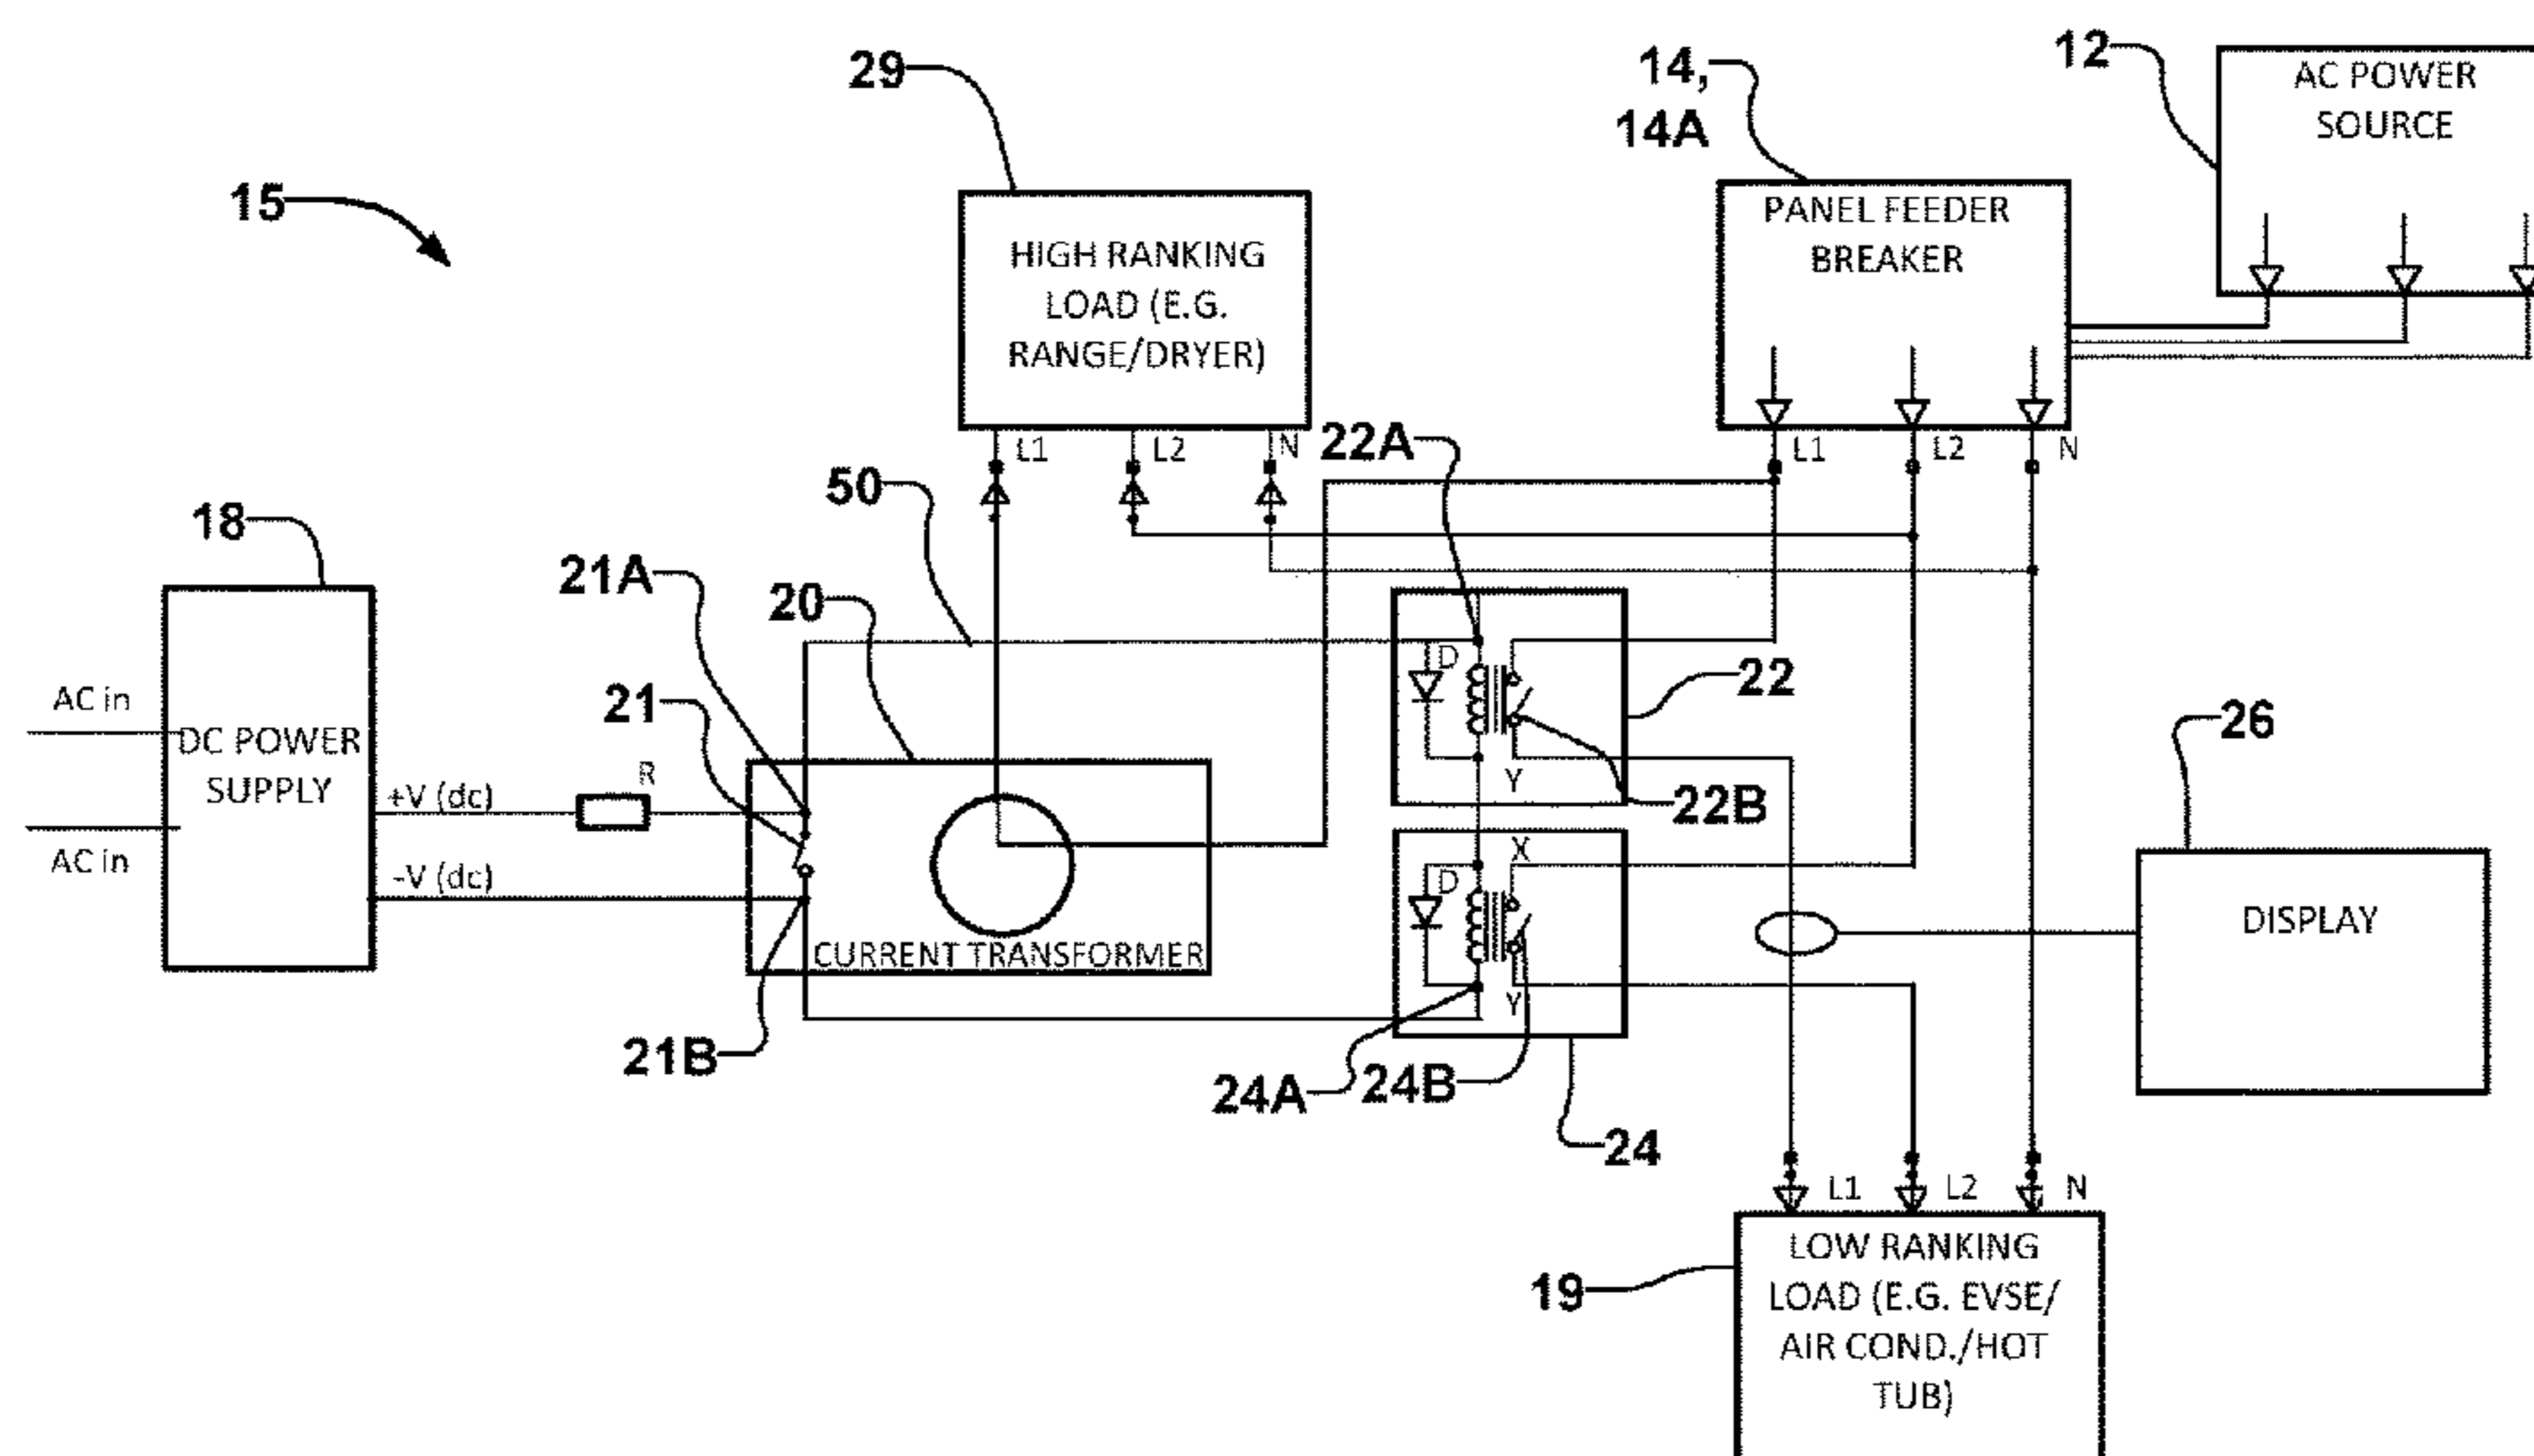 29
14,
14A
12
AC POWER
SOURCE
15
HIGH RANKING
LOAD (E.G.
RANGE/DRYER)
PANEL FEEDER
BREAKER
L1
L2
N
22A
L1
L2
N
50
18
21A
20
D
22
21
26
AC in
DC POWER
SUPPLY
R
+V (dc)
Y
22B
X
AC in
-V (dc)
D
DISPLAY
CURRENT TRANSFORMER
Y
21B
24A
24B
24
L1
L2
N
LOW RANKING
LOAD (E.G. EVSE/
AIR COND./HOT
TUB)
19